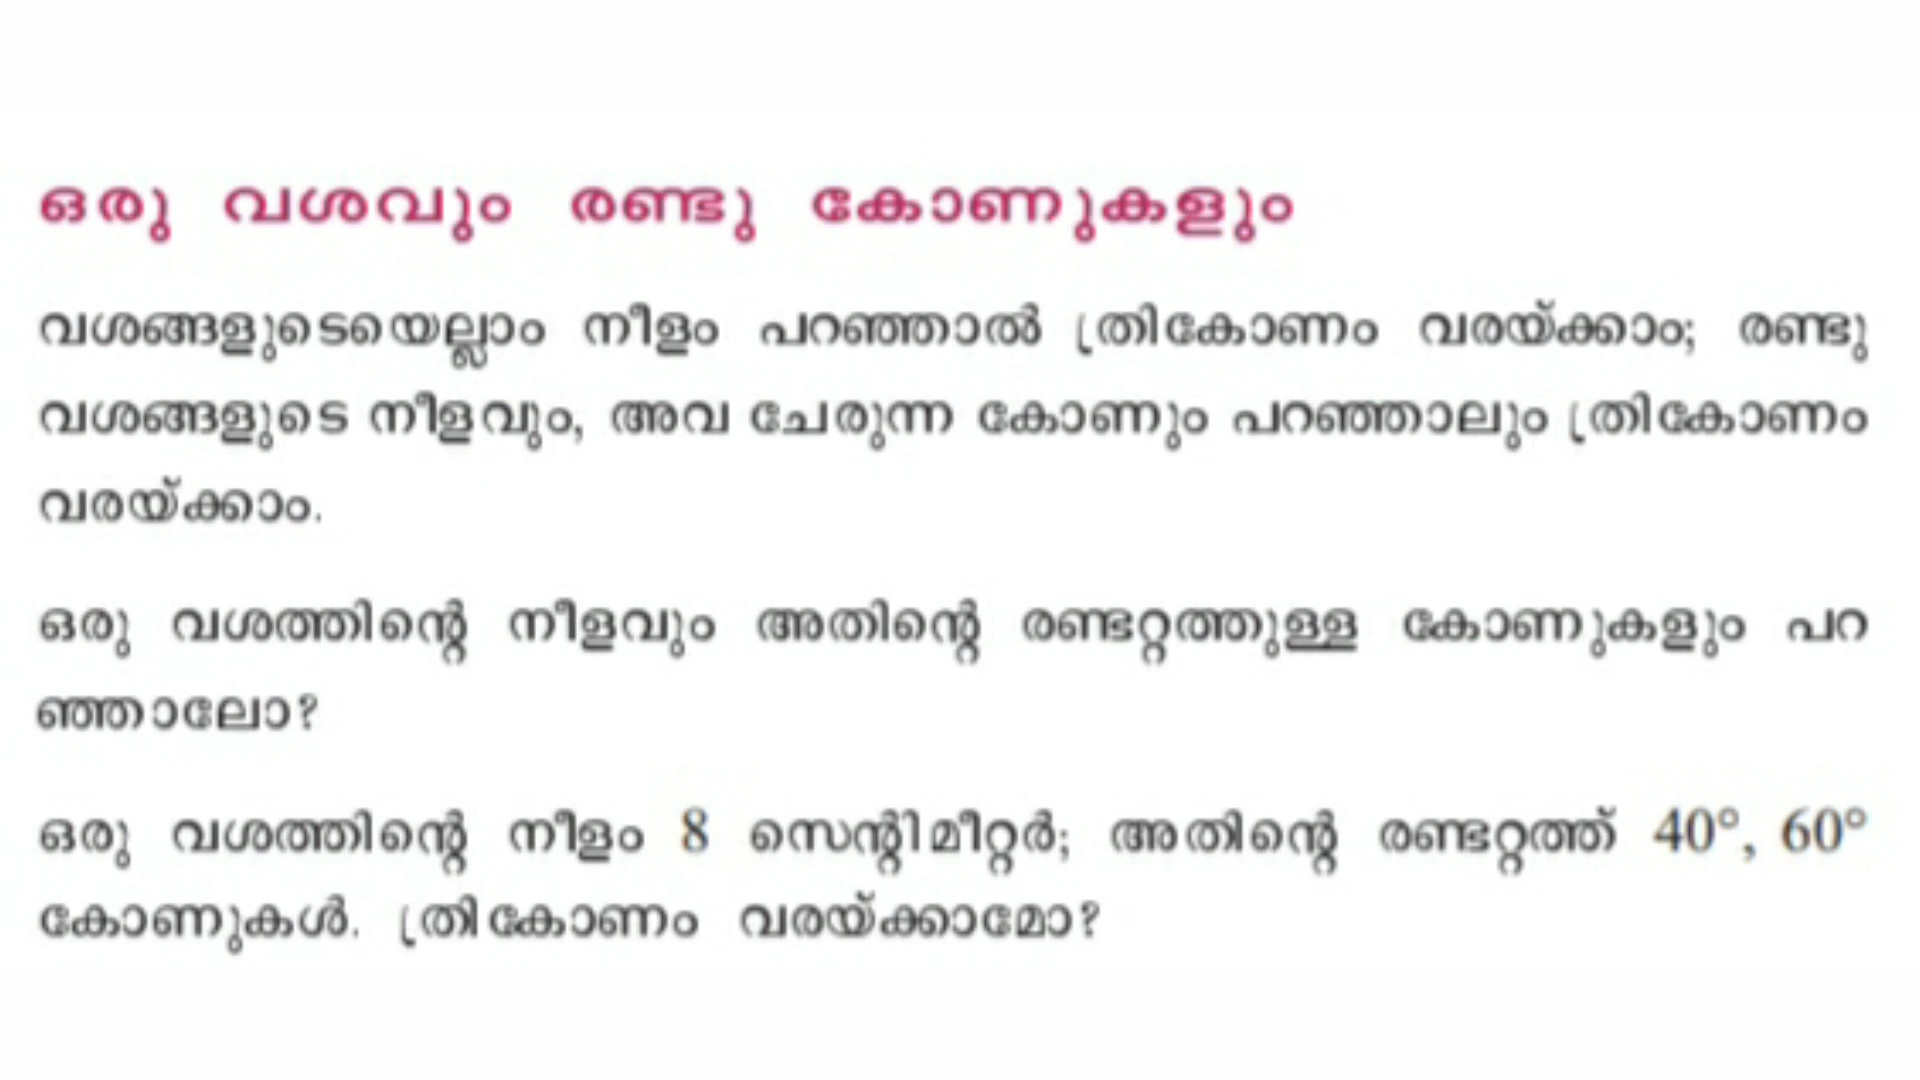 ഒരു വശവും രണ്ടു കോണുകളും
വശങ്ങളുടെയെല്ലാം നീളം പറഞ്ഞാൽ ത്രികോണം വരയ്ക്കാം; രണ്ടു
വശങ്ങളുടെ നീളവും, അവ ചേരുന്ന കോണും പറഞ്ഞാലും ത്രികോണം
വരയ്ക്കാം.
ഒരു വശത്തിന്റെ നീളവും അതിന്റെ രണ്ടറ്റത്തുള്ള കോണുകളും പറ
ഞ്ഞാലോ?
ഒരു വശത്തിന്റെ നീളം 8 സെന്റിമീറ്റർ; അതിന്റെ രണ്ടറ്റത്ത് 40°, 60°
കോണുകൾ. ത്രികോണം വരയ്ക്കാമോ?